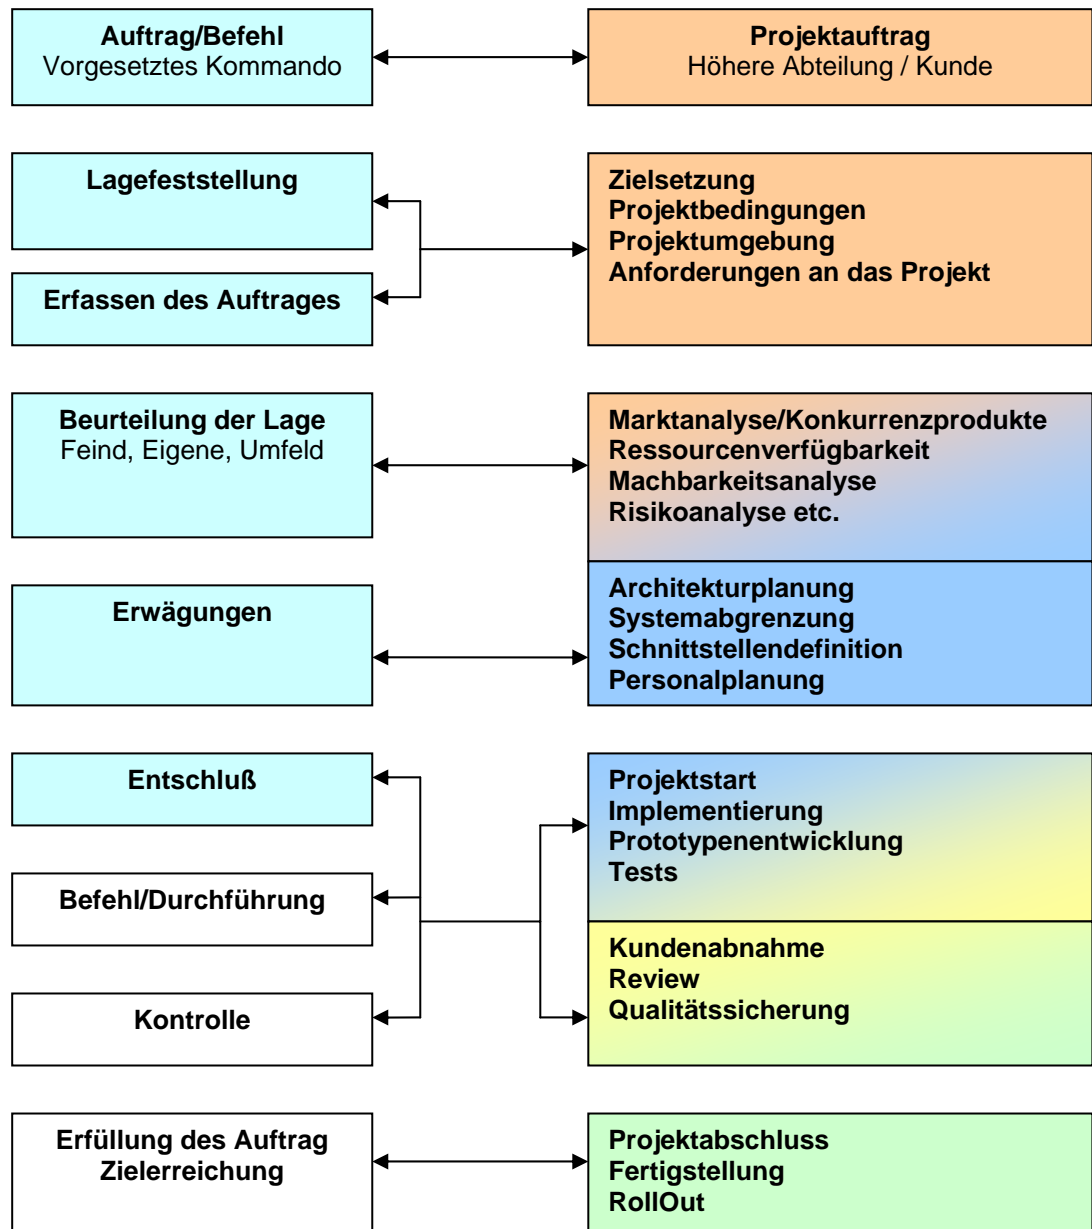 Auftrag/Befehl
Vorgesetztes Kommando
Projektauftrag
Höhere Abteilung / Kunde
Lagefeststellung
Erfassen des Auftrages
Zielsetzung
Projektbedingungen
Projektumgebung
Anforderungen an das Projekt
Beurteilung der Lage
Feind, Eigene, Umfeld
Marktanalyse/Konkurrenzprodukte
Ressourcenverfügbarkeit
Machbarkeitsanalyse
Risikoanalyse etc.
Erwägungen
Architekturplanung
Systemabgrenzung
Schnittstellendefinition
Personalplanung
Entschluß
Befehl/Durchführung
Kontrolle
Projektstart
Implementierung
Prototypenentwicklung
Tests
Kundenabnahme
Review
Qualitätssicherung
Erfüllung des Auftrag
Zielerreichung
Projektabschluss
Fertigstellung
RollOut